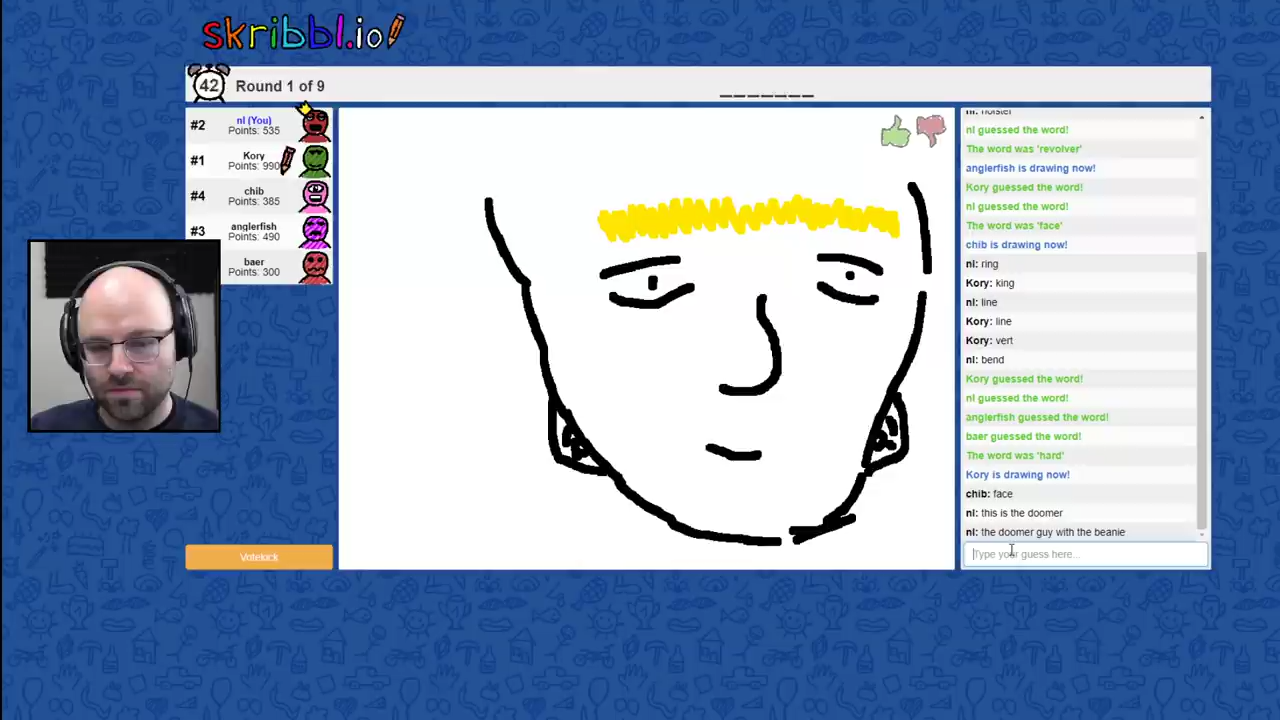 skribbl.io
42
Round 1 of 9
_______
#2
nl (You)
Points: 535
#1
Kory
Points: 990
#4
chib
Points: 385
#3
anglerfish
Points: 490
baer
Points: 300
Votekick
nl: holster
nl guessed the word!
The word was 'revolver'
anglerfish is drawing now!
Kory guessed the word!
nl guessed the word!
The word was 'face'
chib is drawing now!
nl: ring
Kory: king
nl: line
Kory: line
Kory: vert
nl: bend
Kory guessed the word!
nl guessed the word!
anglerfish guessed the word!
baer guessed the word!
The word was 'hard'
Kory is drawing now!
chib: face
nl: this is the doomer
nl: the doomer guy with the beanie
Type your guess here...